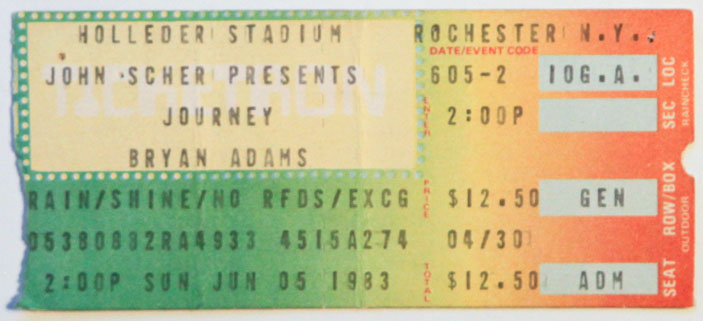 HOLLEDER STADIUM ROCHESTER N.Y.
DATE/EVENT CODE
JOHN SCHER PRESENTS 605-2 10G.A.
TICKETRON
JOURNEY ENTER 2:00P
BRYAN ADAMS
RAIN/SHINE/NO RFDS/EXCG PRICE $12.50 GEN
05380832RA4933 4515A274 04/30
2:00P SUN JUN 05 1983 TOTAL $12.50 ADM
SEAT ROW/BOX SEC LOC
OUTDOOR RAINCHECK